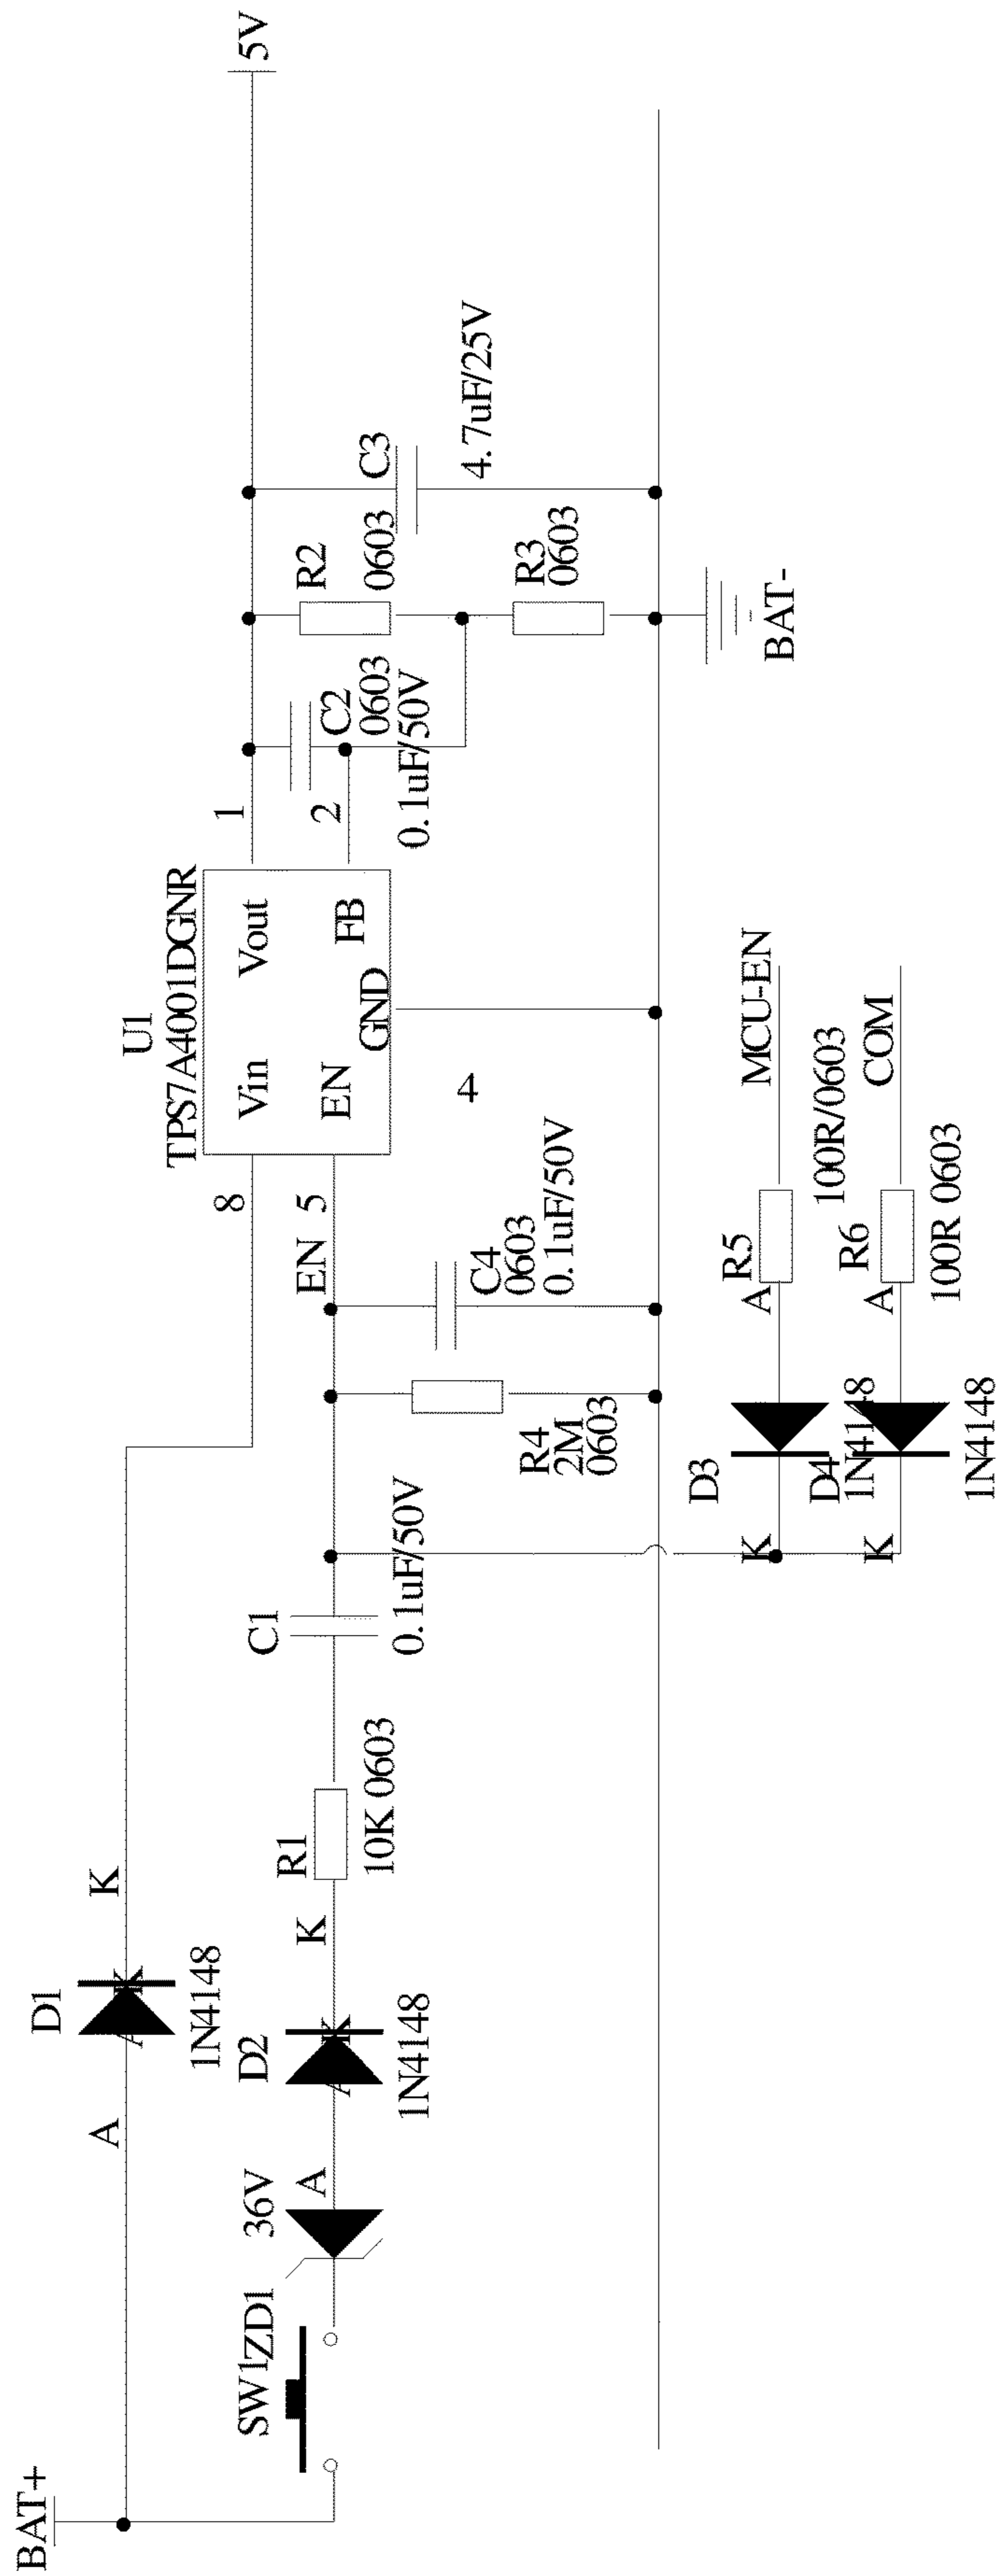 BAT+
D1
A
A
K
K
1N4148
SW1
ZD1
36V
A
D2
A
K
K
1N4148
R1
10K 0603
C1
0.1uF/50V
R4
2M
0603
C4
0603
0.1uF/50V
EN 5
8
U1
TPS7A4001DGNR
Vin
Vout
EN
FB
GND
4
1
2
C2
0603
0.1uF/50V
R2
0603
R3
0603
C3
4.7uF/25V
5V
BAT-
D3
K
1N4148
A
R5
100R/0603
MCU-EN
D4
K
1N4148
A
R6
100R 0603
COM